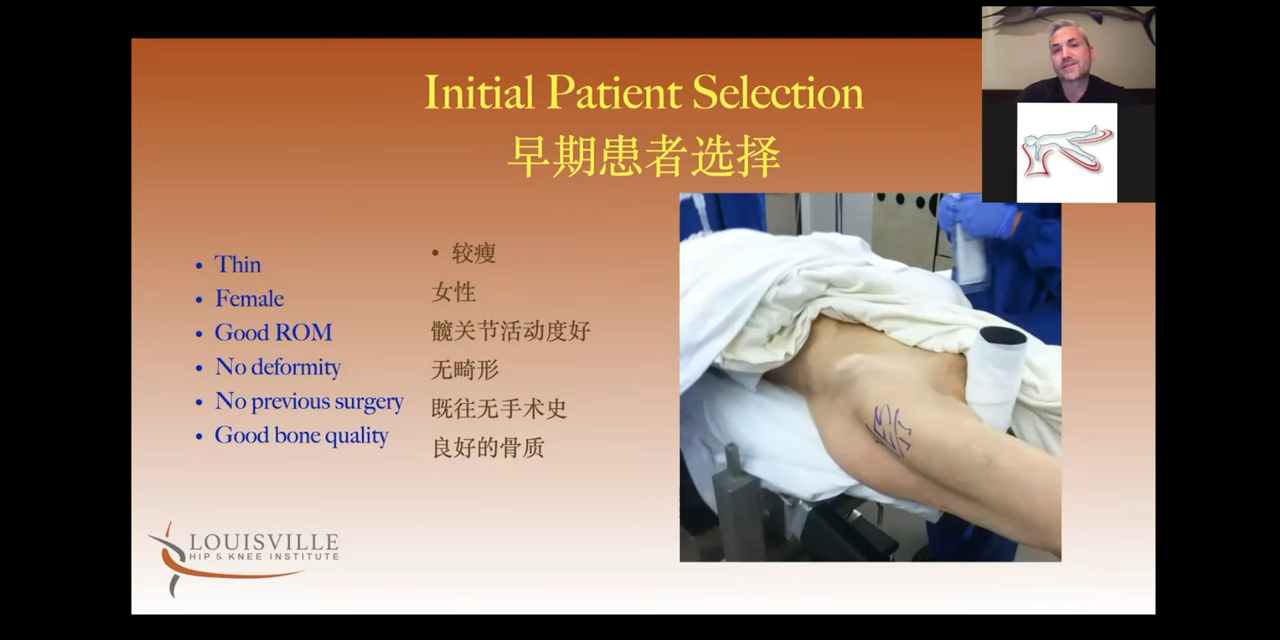 Initial Patient Selection
早期患者选择
• Thin
• Female
• Good ROM
• No deformity
• No previous surgery
• Good bone quality
• 较瘦
女性
髋关节活动度好
无畸形
既往无手术史
良好的骨质
LOUISVILLE
HIP & KNEE INSTITUTE